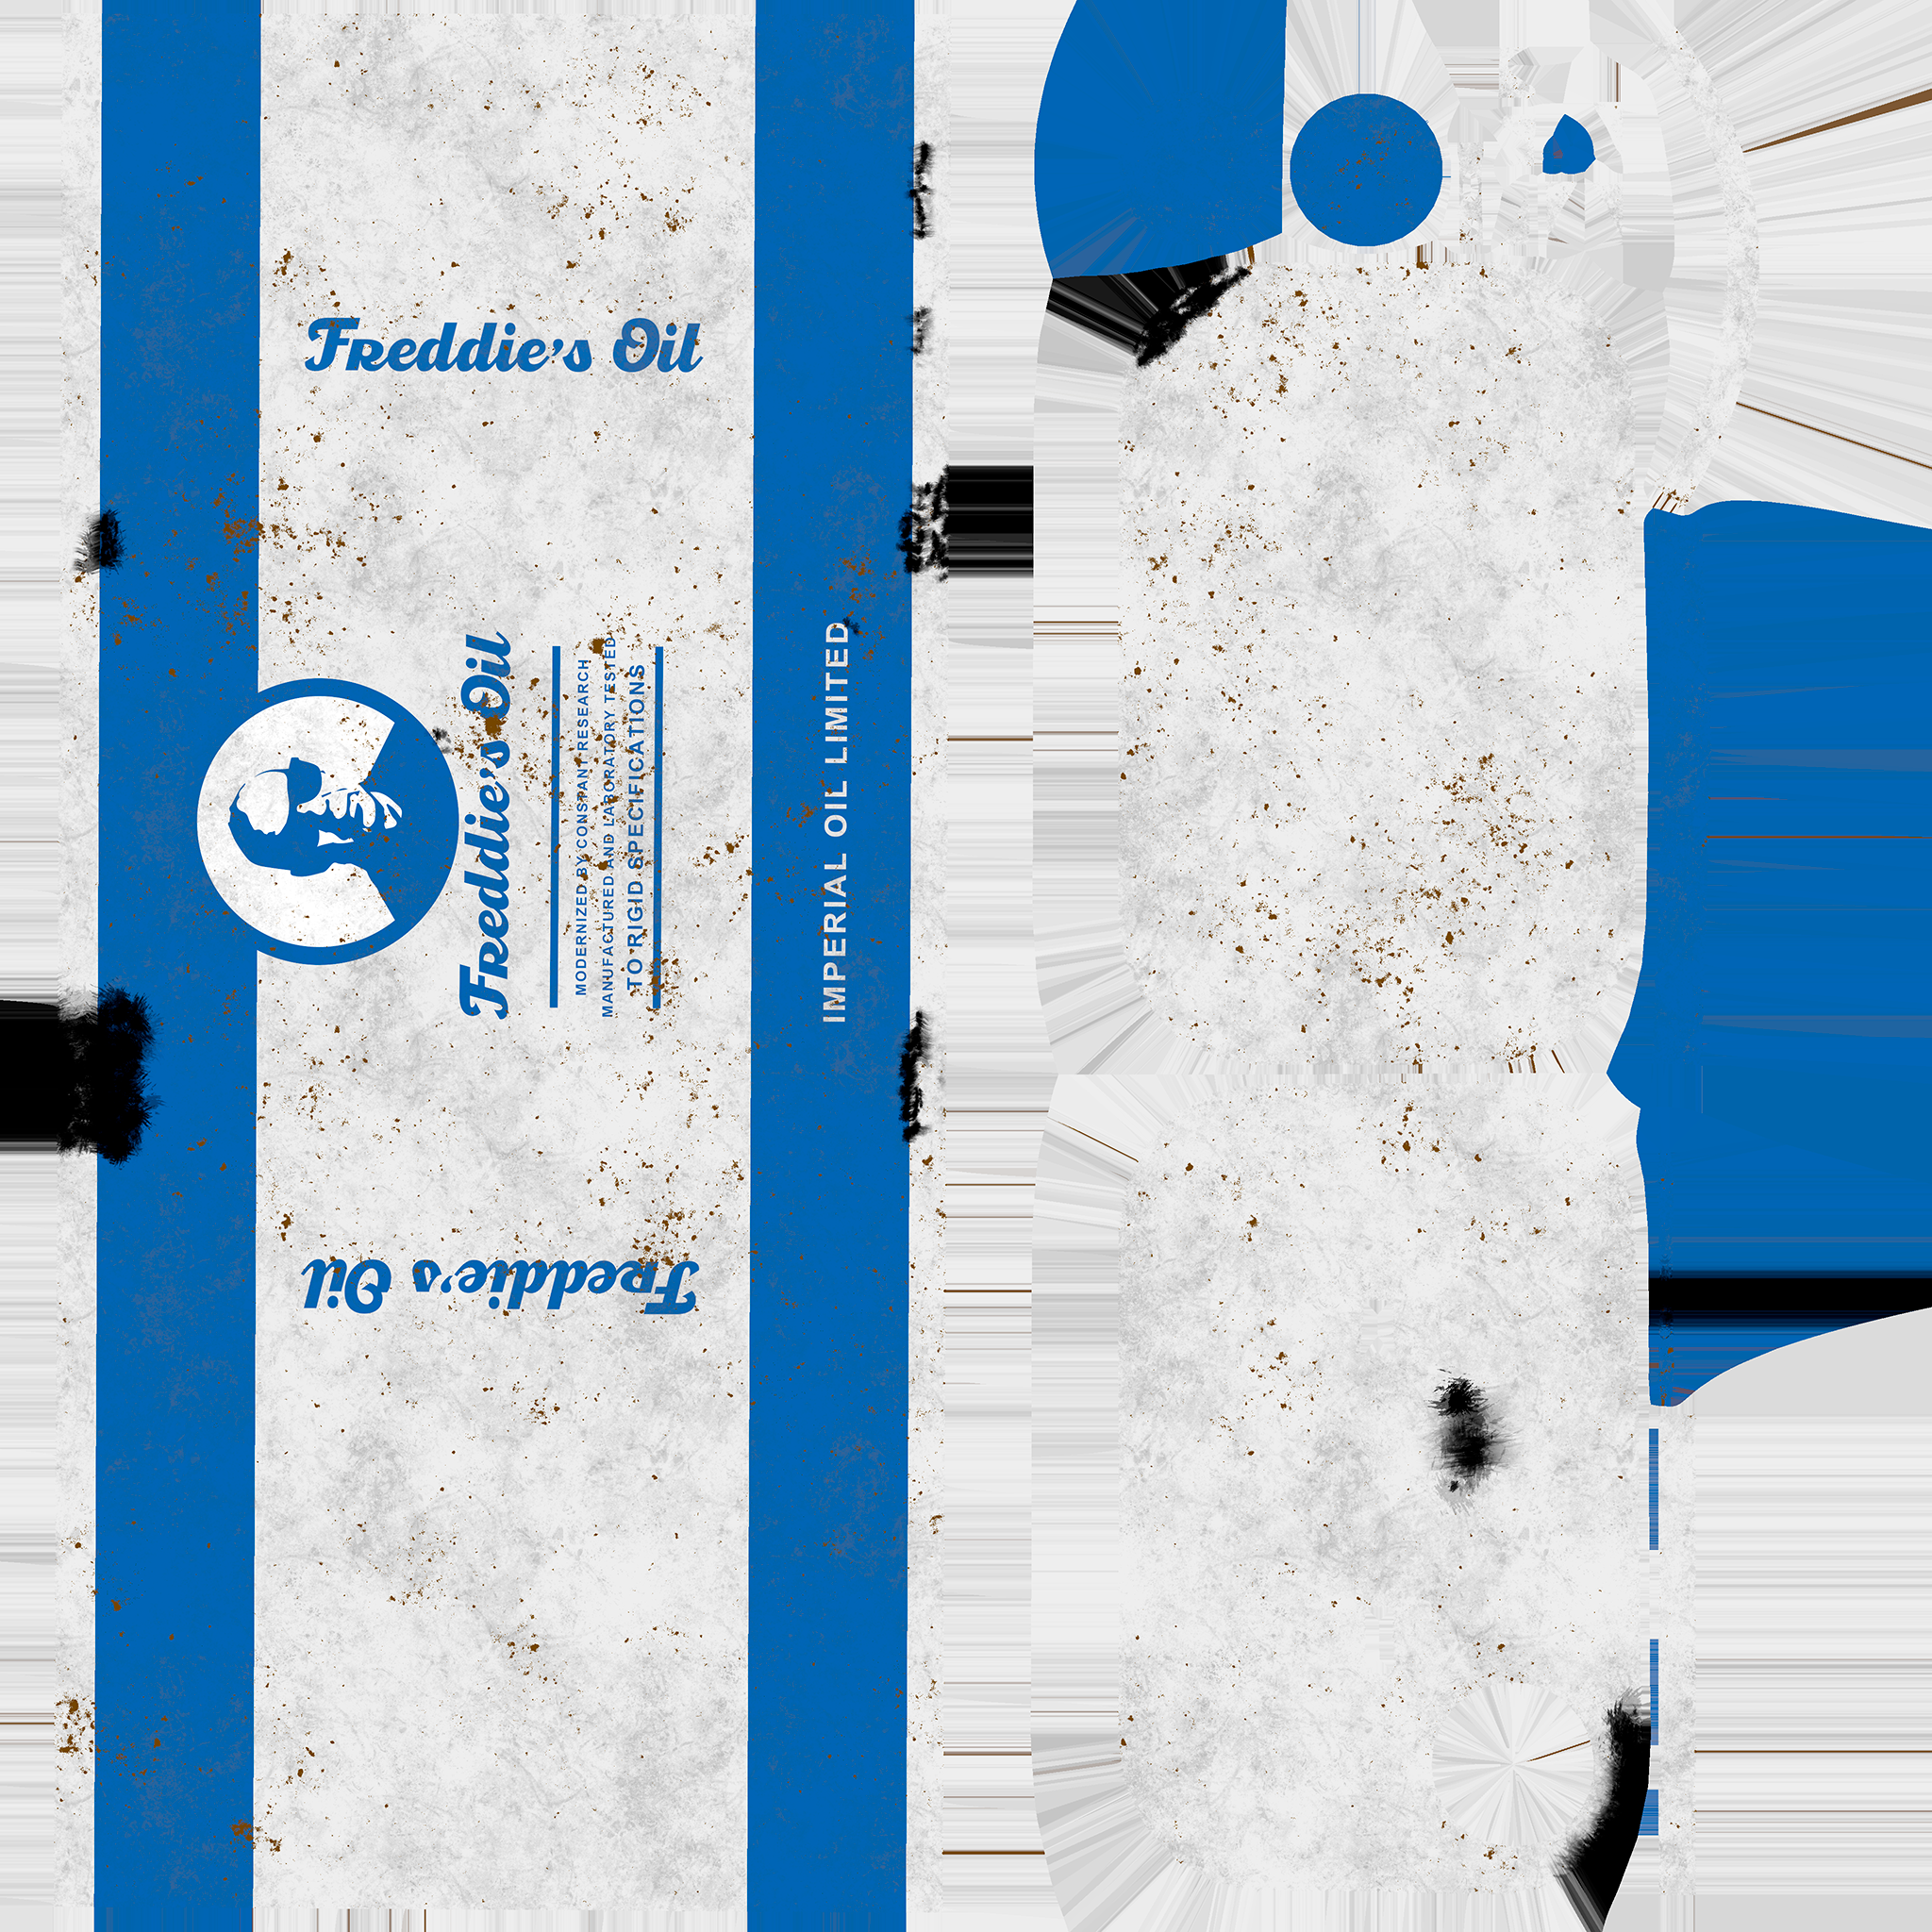 Freddie's Oil
Freddie's Oil
MODERNIZED BY CONSTANT RESEARCH
MANUFACTURED AND LABORATORY TESTED
TO RIGID SPECIFICATIONS
IMPERIAL OIL LIMITED
Freddie's Oil